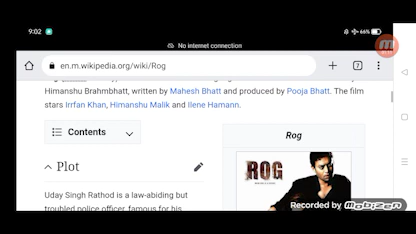 9:02
66%
No internet connection
en.m.wikipedia.org/wiki/Rog
7
Himanshu Brahmbhatt, written by Mahesh Bhatt and produced by Pooja Bhatt. The film
stars Irrfan Khan, Himanshu Malik and Ilene Hamann.
Contents
Rog
Plot
ROG
Uday Singh Rathod is a law-abiding but
troubled police officer, famous for his
Recorded by mobizen